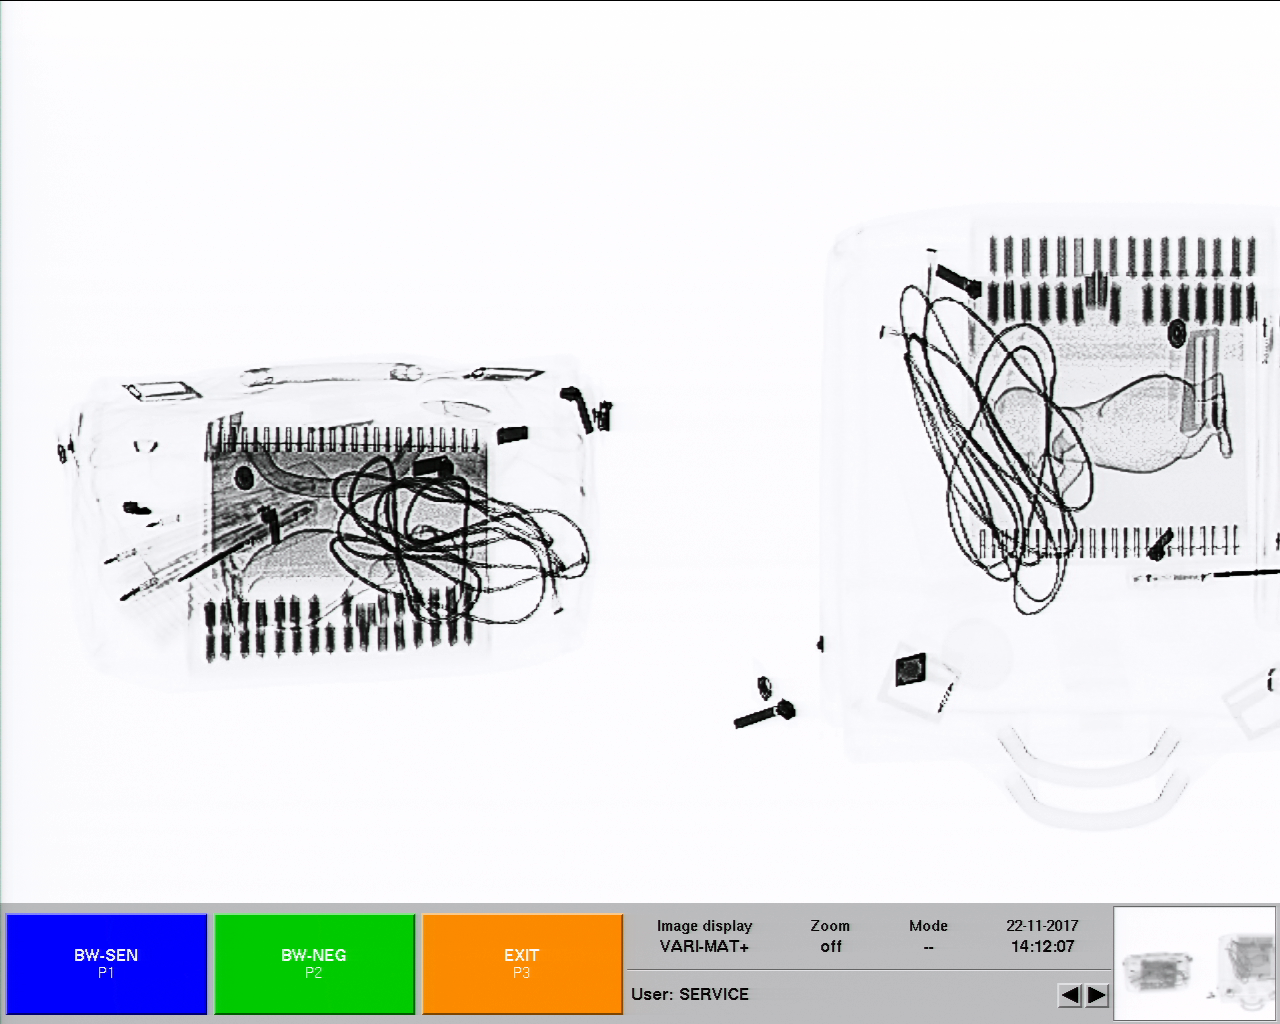 BW-SEN
P1
BW-NEG
P2
EXIT
P3
Image display
VARI-MAT+
Zoom
off
Mode
--
22-11-2017
14:12:07
User: SERVICE